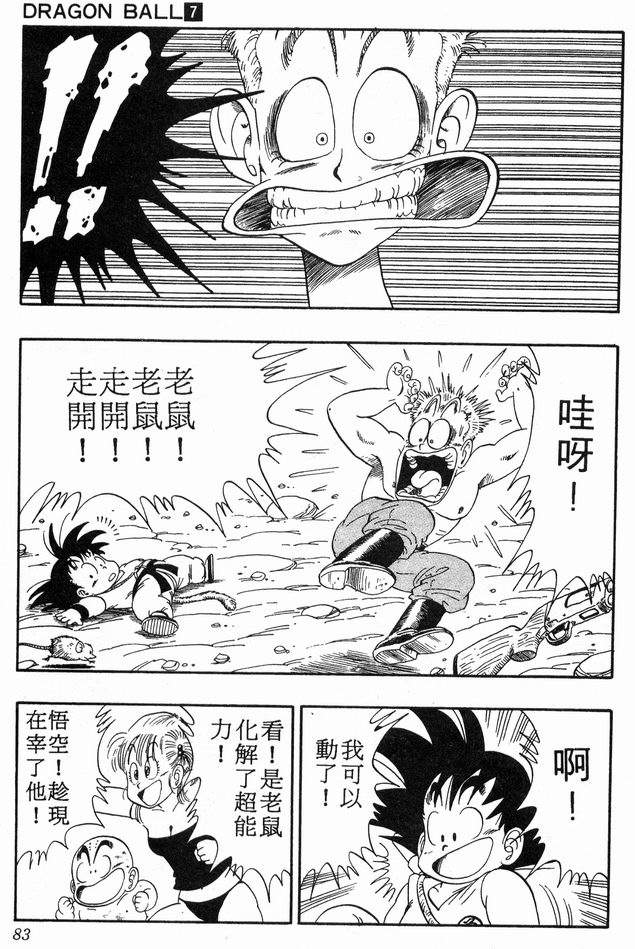 DRAGON BALL 7
!!
哇呀！
老鼠！
老鼠！
走開！
走開！
啊！
我可以
動了！
看！是老鼠
化解了超能
力！
悟空！趁現
在宰了他！
83